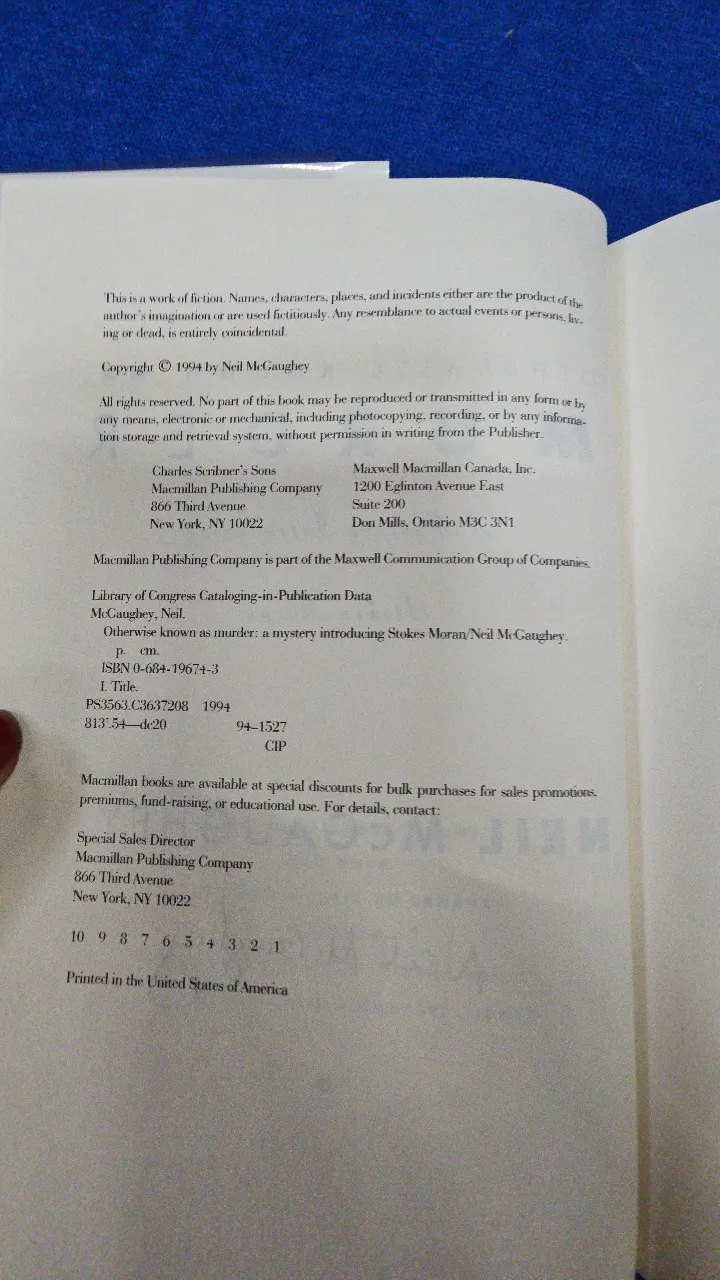 This is a work of fiction. Names, characters, places, and incidents either are the product of the
author's imagination or are used fictitiously. Any resemblance to actual events or persons, liv-
ing or dead, is entirely coincidental.
Copyright © 1994 by Neil McGaughey
All rights reserved. No part of this book may be reproduced or transmitted in any form or by
any means, electronic or mechanical, including photocopying, recording, or by any informa-
tion storage and retrieval system, without permission in writing from the Publisher.
Charles Scribner's Sons
Macmillan Publishing Company
866 Third Avenue
New York, NY 10022
Maxwell Macmillan Canada, Inc.
1200 Eglinton Avenue East
Suite 200
Don Mills, Ontario M3C 3N1
Macmillan Publishing Company is part of the Maxwell Communication Group of Companies.
Library of Congress Cataloging-in-Publication Data
McGaughey, Neil.
Otherwise known as murder: a mystery introducing Stokes Moran/Neil McGaughey.
p. cm.
ISBN 0-684-19674-3
I. Title.
PS3563.C3637208 1994
813'.54—dc20 94-1527
CIP
Macmillan books are available at special discounts for bulk purchases for sales promotions,
premiums, fund-raising, or educational use. For details, contact:
Special Sales Director
Macmillan Publishing Company
866 Third Avenue
New York, NY 10022
10 9 8 7 6 5 4 3 2 1
Printed in the United States of America